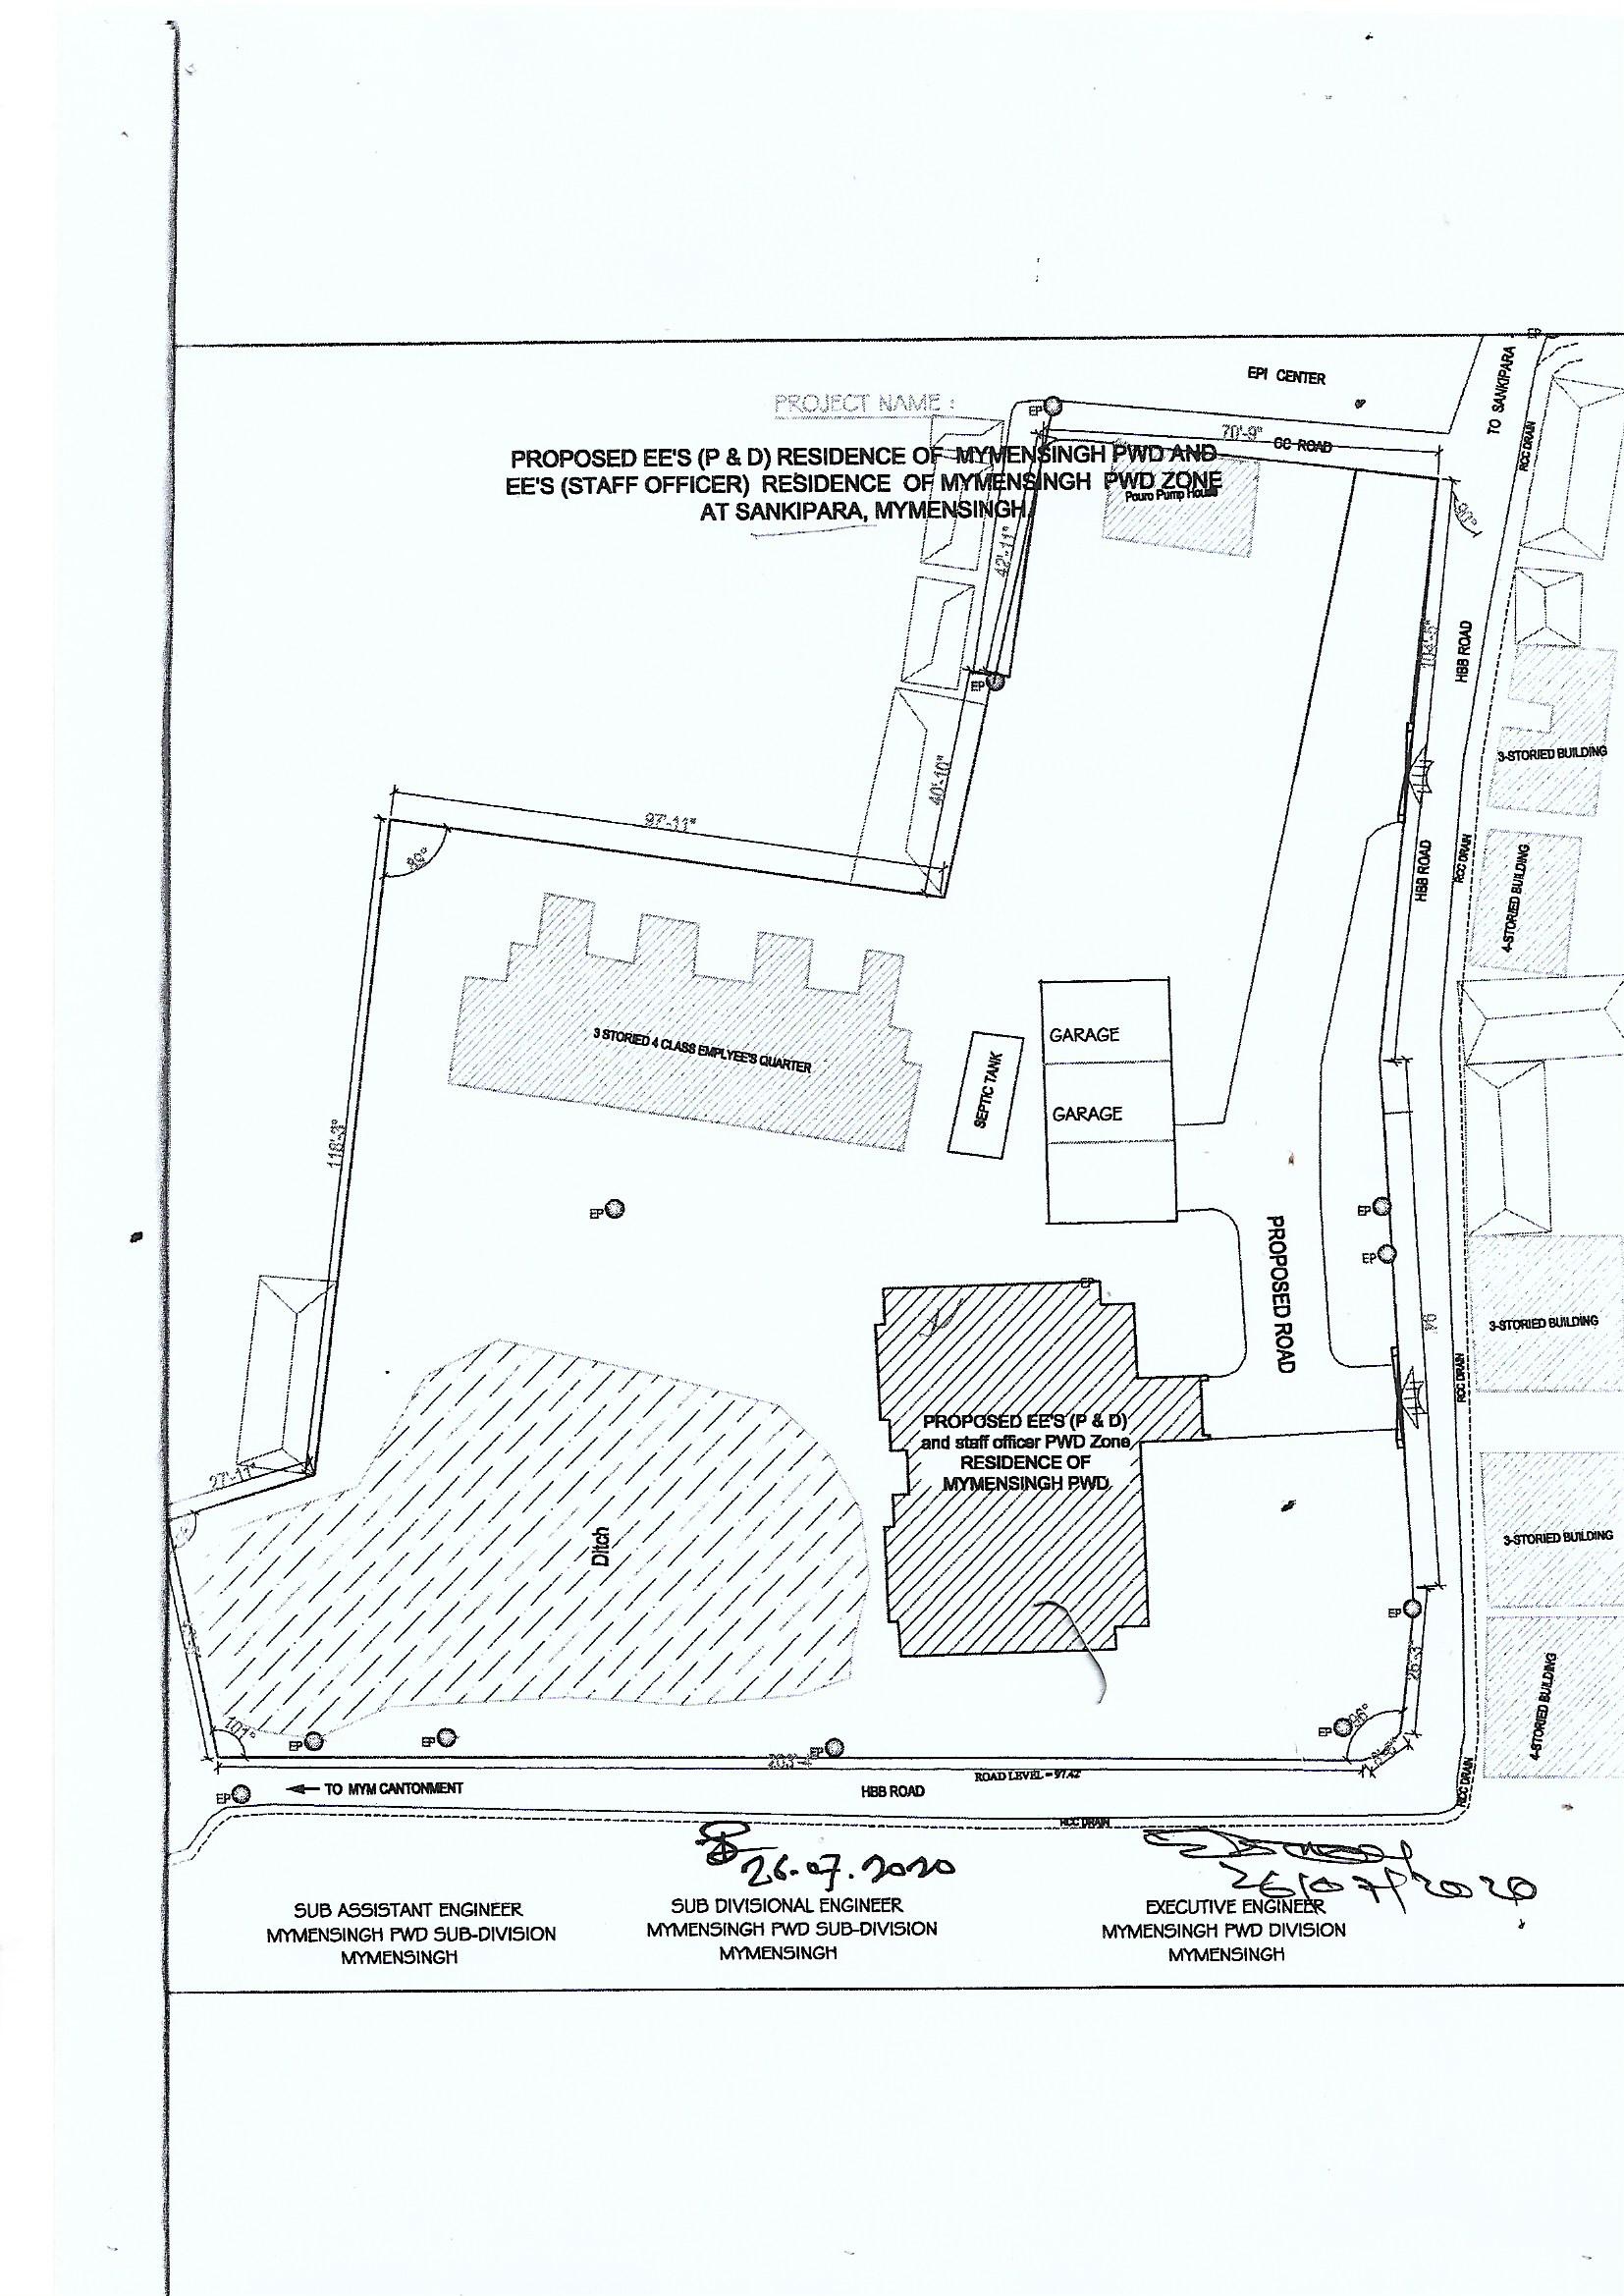 EP
EPI CENTER
TO SANKIPARA
RCC DRAIN
PROJECT NAME :
EP
70'-9"
CC ROAD
PROPOSED EE'S (P & D) RESIDENCE OF MYMENSINGH PWD AND
EE'S (STAFF OFFICER) RESIDENCE OF MYMENSINGH PWD ZONE
AT SANKIPARA, MYMENSINGH.
Pouro Pump House
90°
42'-11"
HBB ROAD
EP
3-STORIED BUILDING
40'-10"
97'-11"
89°
HBB ROAD
RCC DRAIN
4-STORIED BUILDING
3 STORIED 4 CLASS EMPLYEE'S QUARTER
GARAGE
SEPTIC TANK
GARAGE
118'-3"
EP
EP
EP
EP
PROPOSED ROAD
94
3-STORIED BUILDING
RCC DRAIN
PROPOSED EE'S (P & D)
and staff officer PWD Zone
RESIDENCE OF
MYMENSINGH PWD
27'-11"
Ditch
3-STORIED BUILDING
EP
26'-3"
4-STORIED BUILDING
101°
EP
EP
EP
EP
96°
203'-4"
ROAD LEVEL = 97.42'
RCC DRAIN
EP
TO MYM CANTONMENT
HBB ROAD
RCC DRAIN
26.07.2020
26/07/2020
SUB ASSISTANT ENGINEER
MYMENSINGH PWD SUB-DIVISION
MYMENSINGH
SUB DIVISIONAL ENGINEER
MYMENSINGH PWD SUB-DIVISION
MYMENSINGH
EXECUTIVE ENGINEER
MYMENSINGH PWD DIVISION
MYMENSINGH